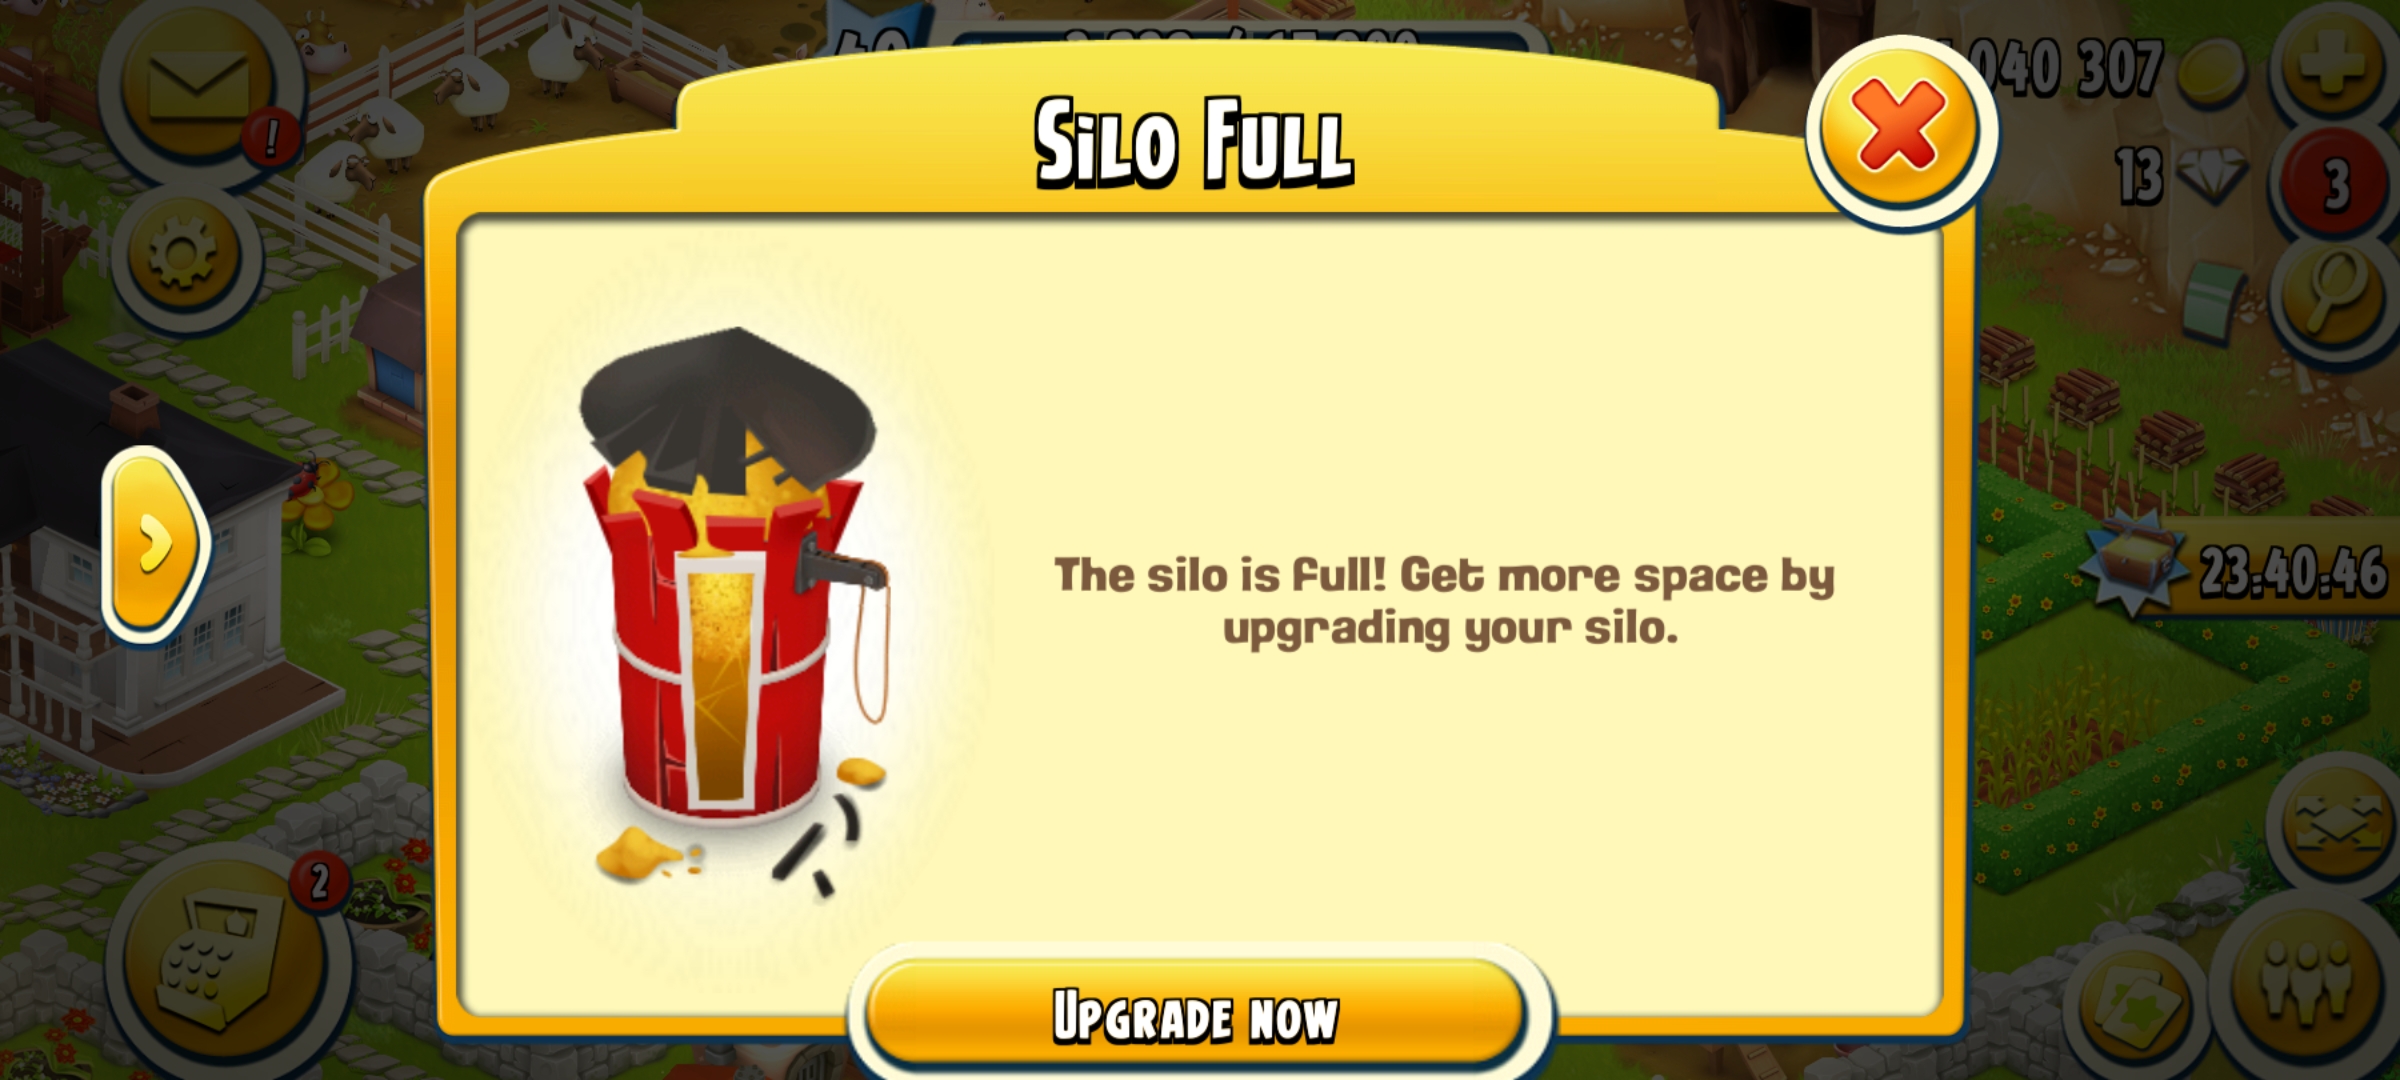 Silo Full
040 307
!
13
3
The silo is full! Get more space by
upgrading your silo.
23:40:46
2
Upgrade now